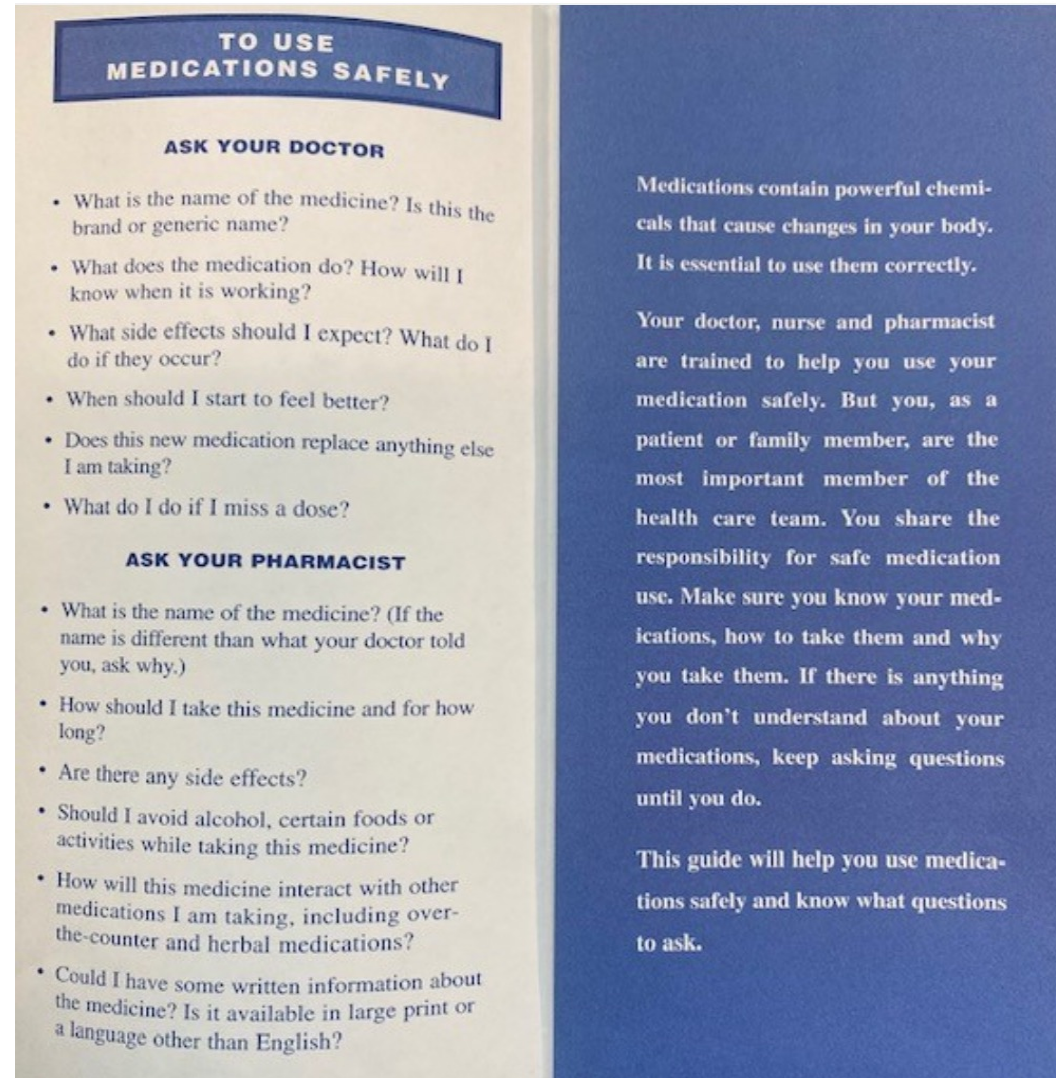 TO USE
MEDICATIONS SAFELY
ASK YOUR DOCTOR
• What is the name of the medicine? Is this the
brand or generic name?
• What does the medication do? How will I
know when it is working?
• What side effects should I expect? What do I
do if they occur?
• When should I start to feel better?
• Does this new medication replace anything else
I am taking?
• What do I do if I miss a dose?
ASK YOUR PHARMACIST
• What is the name of the medicine? (If the
name is different than what your doctor told
you, ask why.)
• How should I take this medicine and for how
long?
• Are there any side effects?
• Should I avoid alcohol, certain foods or
activities while taking this medicine?
• How will this medicine interact with other
medications I am taking, including over-
the-counter and herbal medications?
• Could I have some written information about
the medicine? Is it available in large print or
a language other than English?
Medications contain powerful chemi-
cals that cause changes in your body.
It is essential to use them correctly.
Your doctor, nurse and pharmacist
are trained to help you use your
medication safely. But you, as a
patient or family member, are the
most important member of the
health care team. You share the
responsibility for safe medication
use. Make sure you know your med-
ications, how to take them and why
you take them. If there is anything
you don't understand about your
medications, keep asking questions
until you do.
This guide will help you use medica-
tions safely and know what questions
to ask.